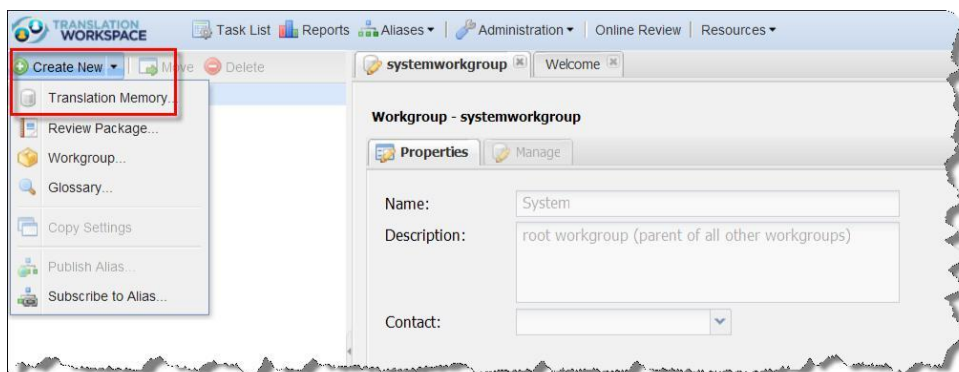 TRANSLATION
WORKSPACE
Task List Reports Aliases Administration Online Review Resources
Create New Move Delete
systemworkgroup Welcome
Translation Memory...
Review Package...
Workgroup...
Glossary...
Copy Settings
Publish Alias...
Subscribe to Alias...
Workgroup - systemworkgroup
Properties Manage
Name: System
Description: root workgroup (parent of all other workgroups)
Contact: